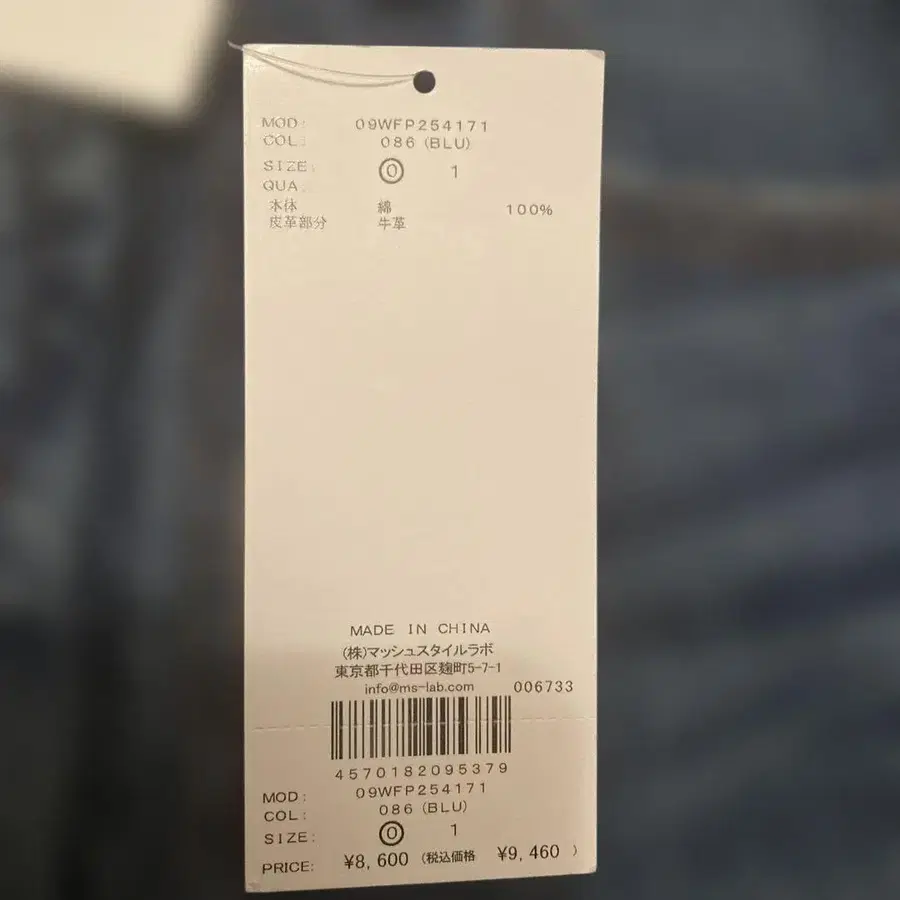 MOD: 09WFP254171
COL: 086 (BLU)
SIZE: 0 1
QUA:
本体 綿 100%
皮革部分 牛革
MADE IN CHINA
(株)マッシュスタイルラボ
東京都千代田区麹町5-7-1
info@ms-lab.com 006733
4570182095379
MOD: 09WFP254171
COL: 086 (BLU)
SIZE: 0 1
PRICE: ¥8,600 (税込価格 ¥9,460 )